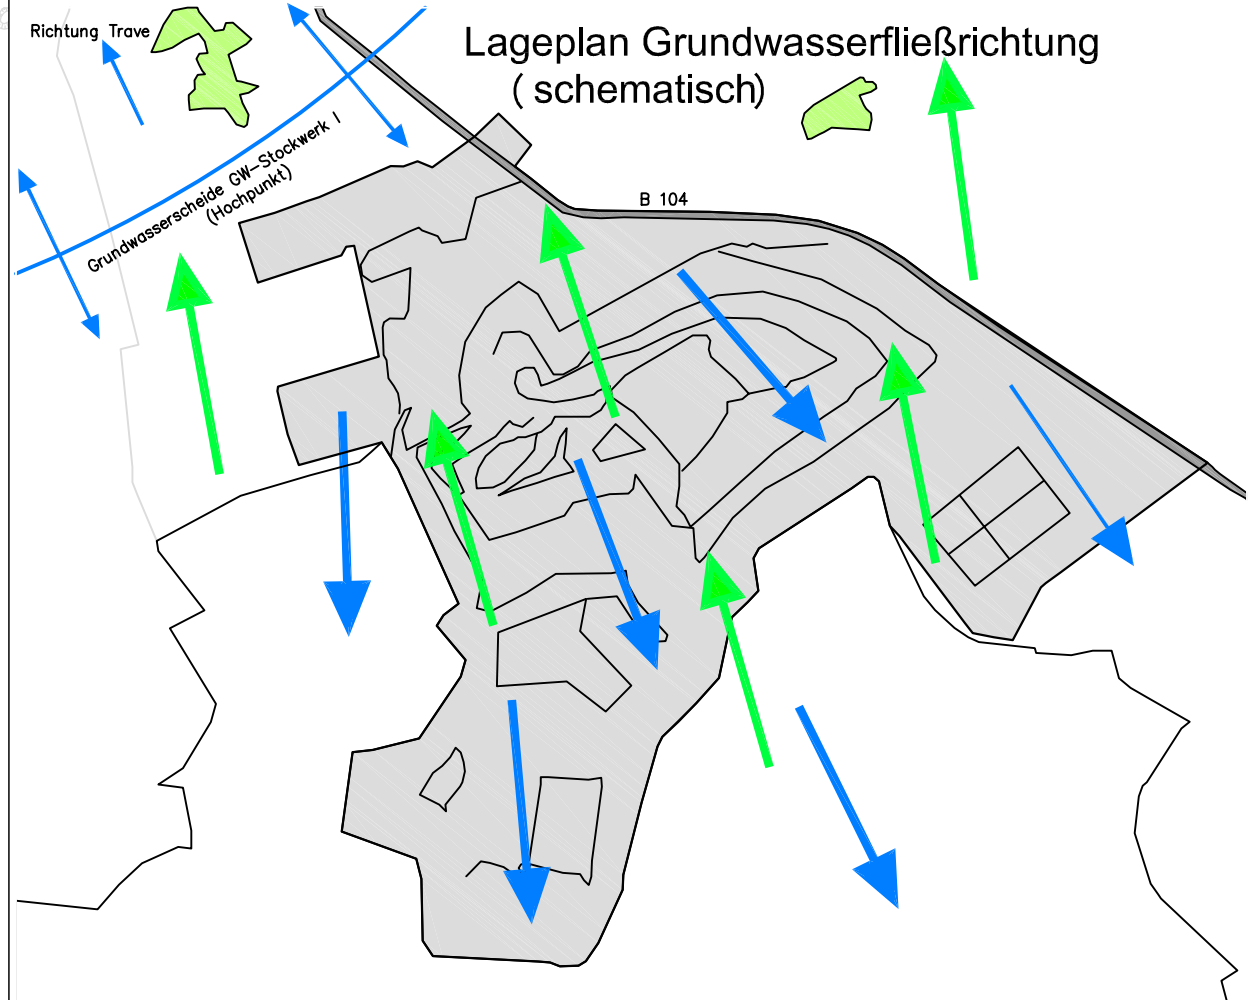 Lageplan Grundwasserfließrichtung
( schematisch)
Richtung Trave
Grundwasserscheide GW-Stockwerk I
(Hochpunkt)
B 104